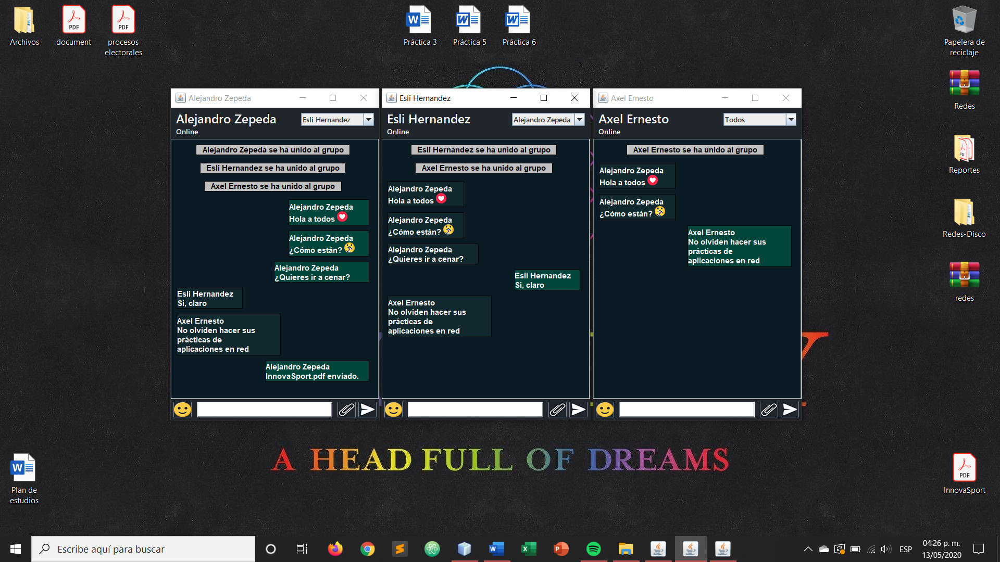 Archivos
document
procesos
electorales
Práctica 3
Práctica 5
Práctica 6
Papelera de
reciclaje
Redes
Reportes
Redes-Disco
redes
Alejandro Zepeda
Alejandro Zepeda
Esli Hernandez
Online
Alejandro Zepeda se ha unido al grupo
Esli Hernandez se ha unido al grupo
Axel Ernesto se ha unido al grupo
Alejandro Zepeda
Hola a todos
Alejandro Zepeda
¿Cómo están?
Alejandro Zepeda
¿Quieres ir a cenar?
Esli Hernandez
Si, claro
Axel Ernesto
No olviden hacer sus
prácticas de
aplicaciones en red
Alejandro Zepeda
InnovaSport.pdf enviado.
Esli Hernandez
Esli Hernandez
Alejandro Zepeda
Online
Esli Hernandez se ha unido al grupo
Axel Ernesto se ha unido al grupo
Alejandro Zepeda
Hola a todos
Alejandro Zepeda
¿Cómo están?
Alejandro Zepeda
¿Quieres ir a cenar?
Esli Hernandez
Si, claro
Axel Ernesto
No olviden hacer sus
prácticas de
aplicaciones en red
Axel Ernesto
Axel Ernesto
Todos
Online
Axel Ernesto se ha unido al grupo
Alejandro Zepeda
Hola a todos
Alejandro Zepeda
¿Cómo están?
Axel Ernesto
No olviden hacer sus
prácticas de
aplicaciones en red
A HEAD FULL OF DREAMS
Plan de
estudios
InnovaSport
Escribe aquí para buscar
ESP
04:26 p. m.
13/05/2020